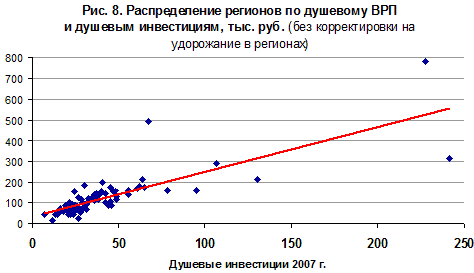 Рис. 8. Распределение регионов по душевому ВРП
и душевым инвестициям, тыс. руб. (без корректировки на
удорожание в регионах)
800
700
600
500
400
300
200
100
0
0 50 100 150 200 250
Душевые инвестиции 2007 г.